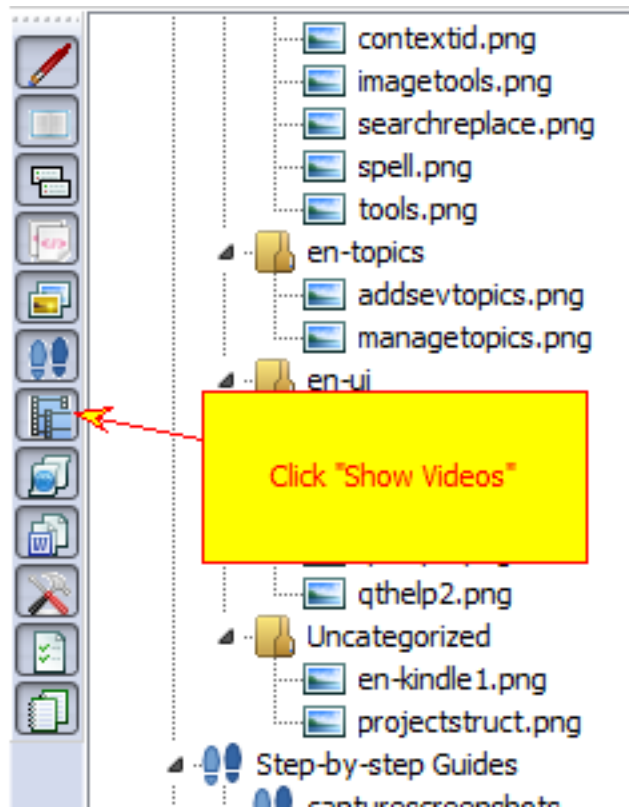 contextid.png
imagetools.png
searchreplace.png
spell.png
tools.png
en-topics
addsevtopics.png
managetopics.png
en-ui
Click "Show Videos"
qthelp2.png
Uncategorized
en-kindle1.png
projectstruct.png
Step-by-step Guides
capturescreenshots